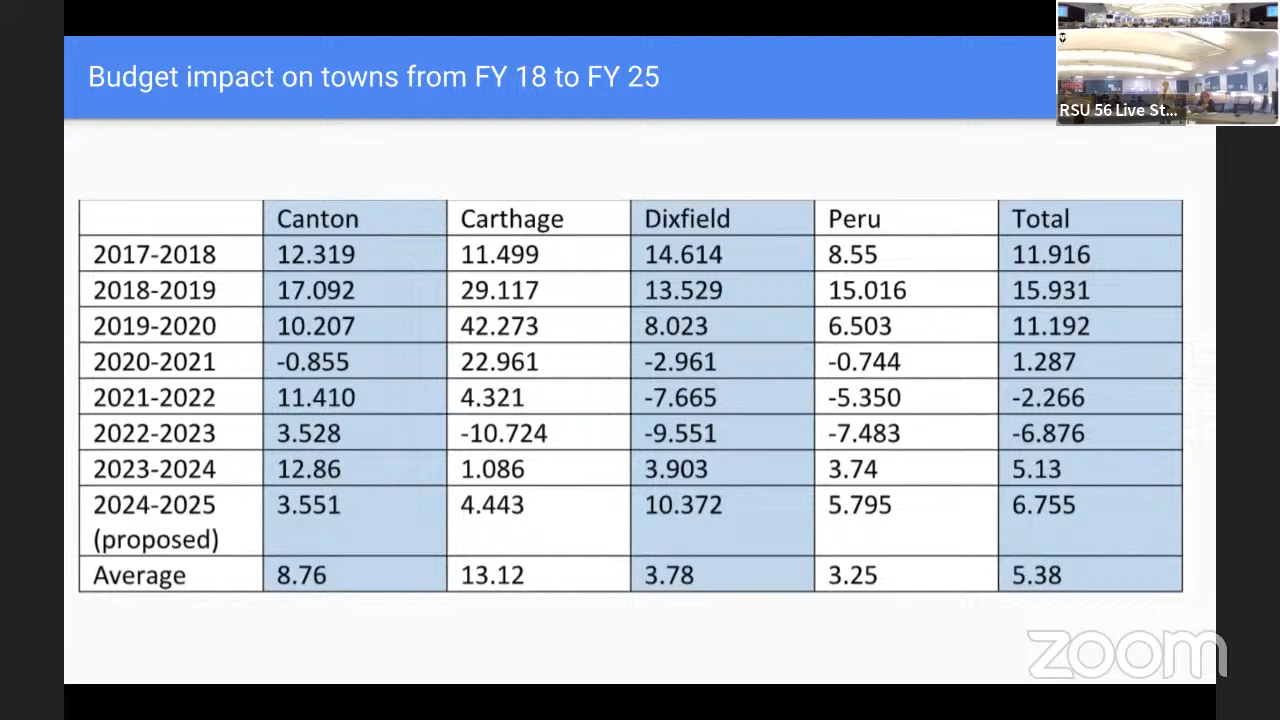 Budget impact on towns from FY 18 to FY 25
RSU 56 Live St...
Canton Carthage Dixfield Peru Total
2017-2018 12.319 11.499 14.614 8.55 11.916
2018-2019 17.092 29.117 13.529 15.016 15.931
2019-2020 10.207 42.273 8.023 6.503 11.192
2020-2021 -0.855 22.961 -2.961 -0.744 1.287
2021-2022 11.410 4.321 -7.665 -5.350 -2.266
2022-2023 3.528 -10.724 -9.551 -7.483 -6.876
2023-2024 12.86 1.086 3.903 3.74 5.13
2024-2025 3.551 4.443 10.372 5.795 6.755
(proposed)
Average 8.76 13.12 3.78 3.25 5.38
zoom